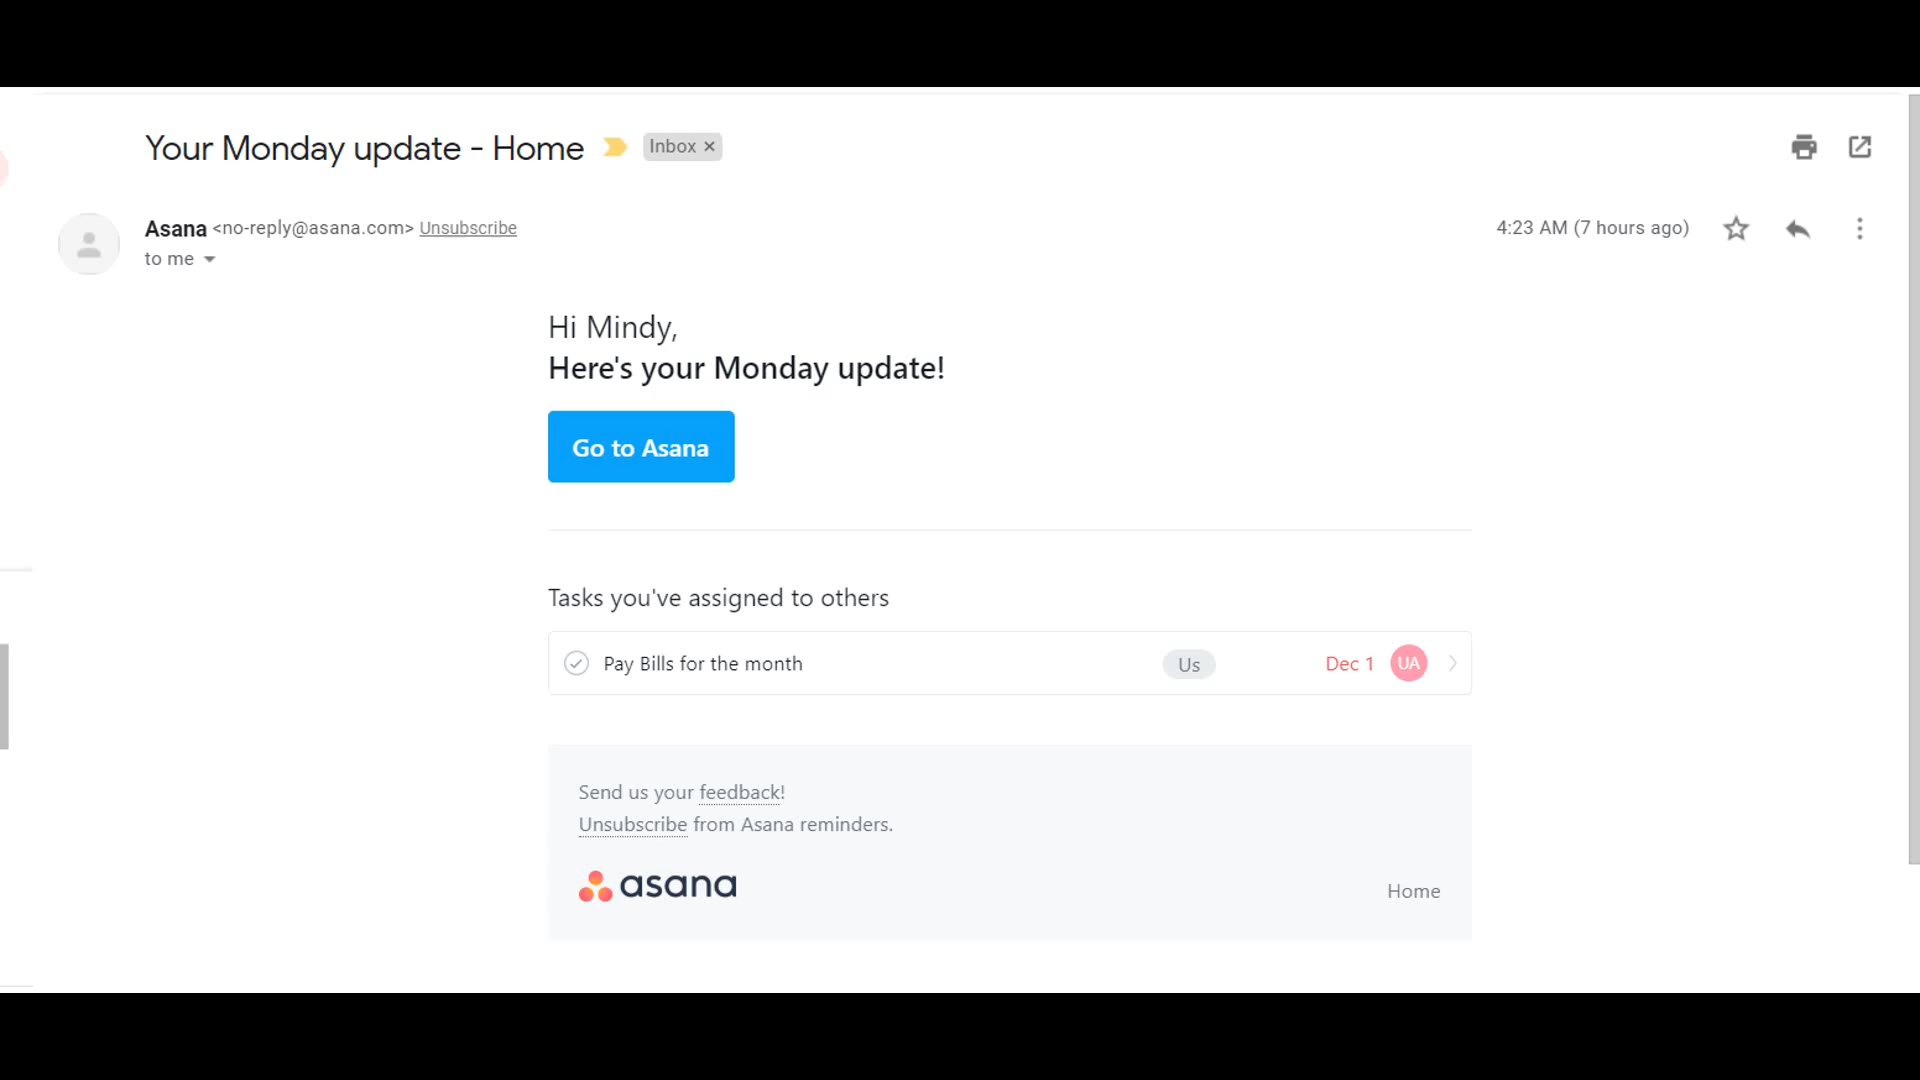 Your Monday update - Home Inbox ×
Asana <no-reply@asana.com> Unsubscribe 4:23 AM (7 hours ago)
to me
Hi Mindy,
Here's your Monday update!
Go to Asana
Tasks you've assigned to others
Pay Bills for the month Us Dec 1 UA
Send us your feedback!
Unsubscribe from Asana reminders.
asana
Home